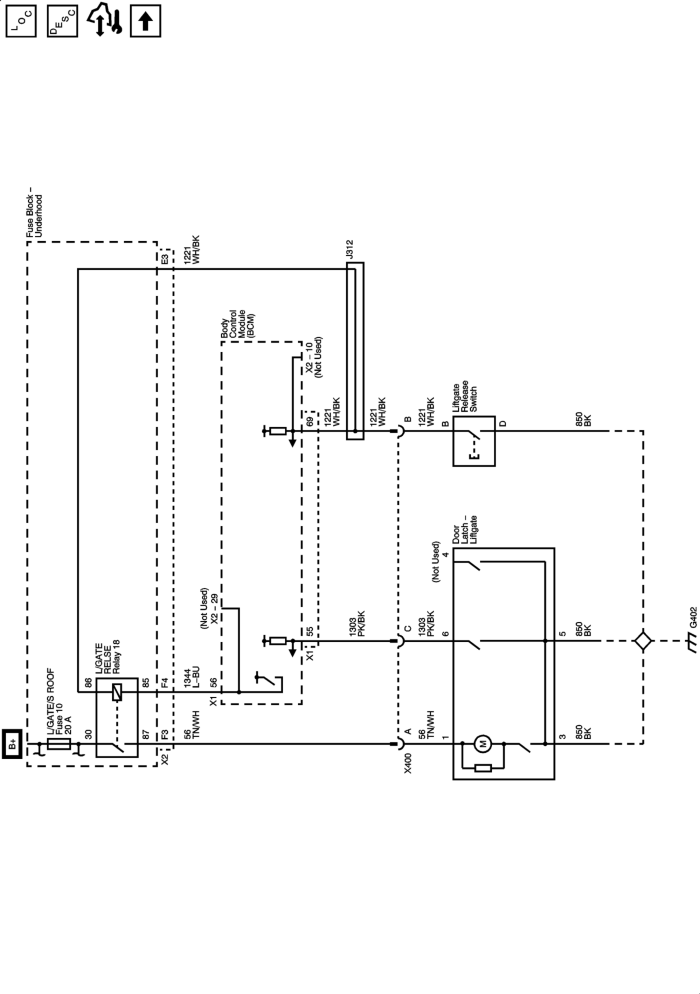 LOC
DESC
Fuse Block –
Underhood
B+
L/GATE/S ROOF
Fuse 10
20 A
L/GATE
RELSE
Relay 18
30
86
87
85
X2
F3
F4
E3
56
TN/WH
1344
L–BU
1221
WH/BK
X1
56
(Not Used)
X2 – 29
Body
Control
Module
(BCM)
X2 – 10
(Not Used)
J312
X1
55
69
1221
WH/BK
1303
PK/BK
1221
WH/BK
X400
A
C
B
56
TN/WH
1303
PK/BK
1221
WH/BK
1
6
(Not Used)
4
Door
Latch –
Liftgate
B
Liftgate
Release
Switch
M
D
3
5
850
BK
850
BK
850
BK
G402